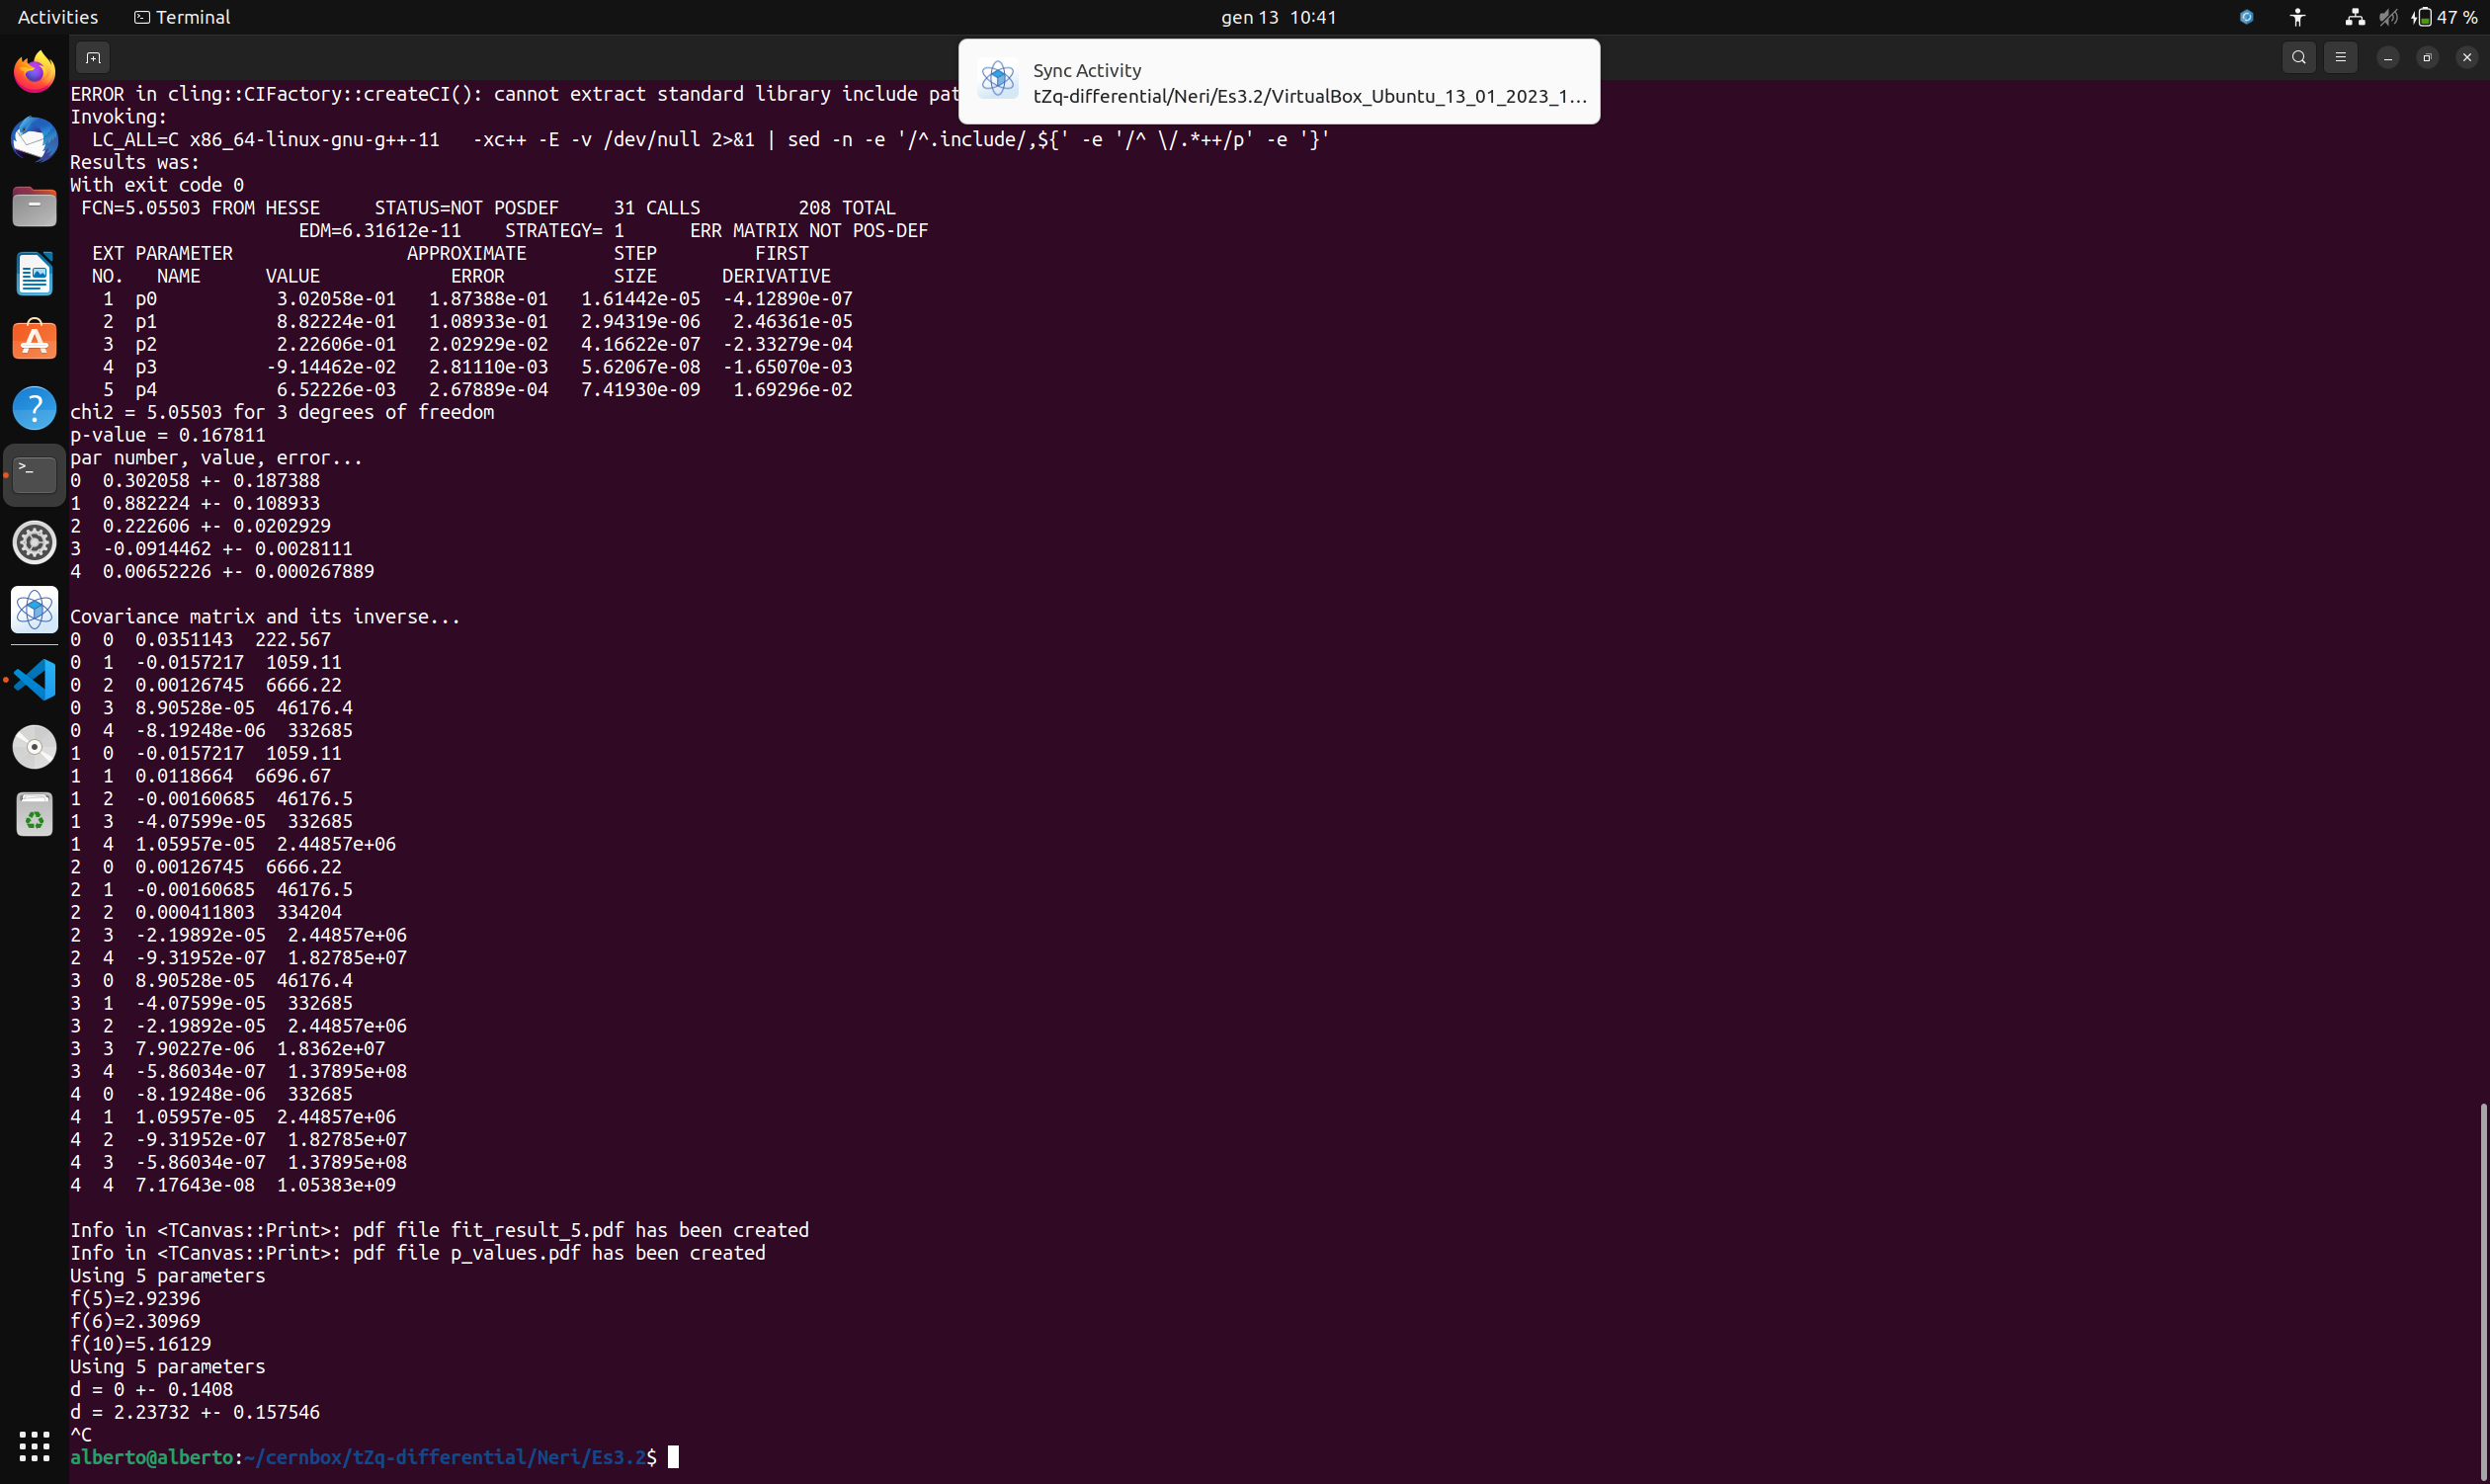 Activities Terminal gen 13 10:41 47 %
Sync Activity
tZq-differential/Neri/Es3.2/VirtualBox_Ubuntu_13_01_2023_1...
ERROR in cling::CIFactory::createCI(): cannot extract standard library include pat
Invoking:
  LC_ALL=C x86_64-linux-gnu-g++-11   -xc++ -E -v /dev/null 2>&1 | sed -n -e '/^.include/,${' -e '/^ \/.*++/p' -e '}'
Results was:
With exit code 0
 FCN=5.05503 FROM HESSE     STATUS=NOT POSDEF     31 CALLS         208 TOTAL
                     EDM=6.31612e-11    STRATEGY= 1      ERR MATRIX NOT POS-DEF
  EXT PARAMETER                APPROXIMATE        STEP         FIRST
  NO.   NAME      VALUE            ERROR          SIZE      DERIVATIVE
   1  p0           3.02058e-01   1.87388e-01   1.61442e-05  -4.12890e-07
   2  p1           8.82224e-01   1.08933e-01   2.94319e-06   2.46361e-05
   3  p2           2.22606e-01   2.02929e-02   4.16622e-07  -2.33279e-04
   4  p3          -9.14462e-02   2.81110e-03   5.62067e-08  -1.65070e-03
   5  p4           6.52226e-03   2.67889e-04   7.41930e-09   1.69296e-02
chi2 = 5.05503 for 3 degrees of freedom
p-value = 0.167811
par number, value, error...
0  0.302058 +- 0.187388
1  0.882224 +- 0.108933
2  0.222606 +- 0.0202929
3  -0.0914462 +- 0.0028111
4  0.00652226 +- 0.000267889
Covariance matrix and its inverse...
0  0  0.0351143  222.567
0  1  -0.0157217  1059.11
0  2  0.00126745  6666.22
0  3  8.90528e-05  46176.4
0  4  -8.19248e-06  332685
1  0  -0.0157217  1059.11
1  1  0.0118664  6696.67
1  2  -0.00160685  46176.5
1  3  -4.07599e-05  332685
1  4  1.05957e-05  2.44857e+06
2  0  0.00126745  6666.22
2  1  -0.00160685  46176.5
2  2  0.000411803  334204
2  3  -2.19892e-05  2.44857e+06
2  4  -9.31952e-07  1.82785e+07
3  0  8.90528e-05  46176.4
3  1  -4.07599e-05  332685
3  2  -2.19892e-05  2.44857e+06
3  3  7.90227e-06  1.8362e+07
3  4  -5.86034e-07  1.37895e+08
4  0  -8.19248e-06  332685
4  1  1.05957e-05  2.44857e+06
4  2  -9.31952e-07  1.82785e+07
4  3  -5.86034e-07  1.37895e+08
4  4  7.17643e-08  1.05383e+09
Info in <TCanvas::Print>: pdf file fit_result_5.pdf has been created
Info in <TCanvas::Print>: pdf file p_values.pdf has been created
Using 5 parameters
f(5)=2.92396
f(6)=2.30969
f(10)=5.16129
Using 5 parameters
d = 0 +- 0.1408
d = 2.23732 +- 0.157546
^C
alberto@alberto:~/cernbox/tZq-differential/Neri/Es3.2$